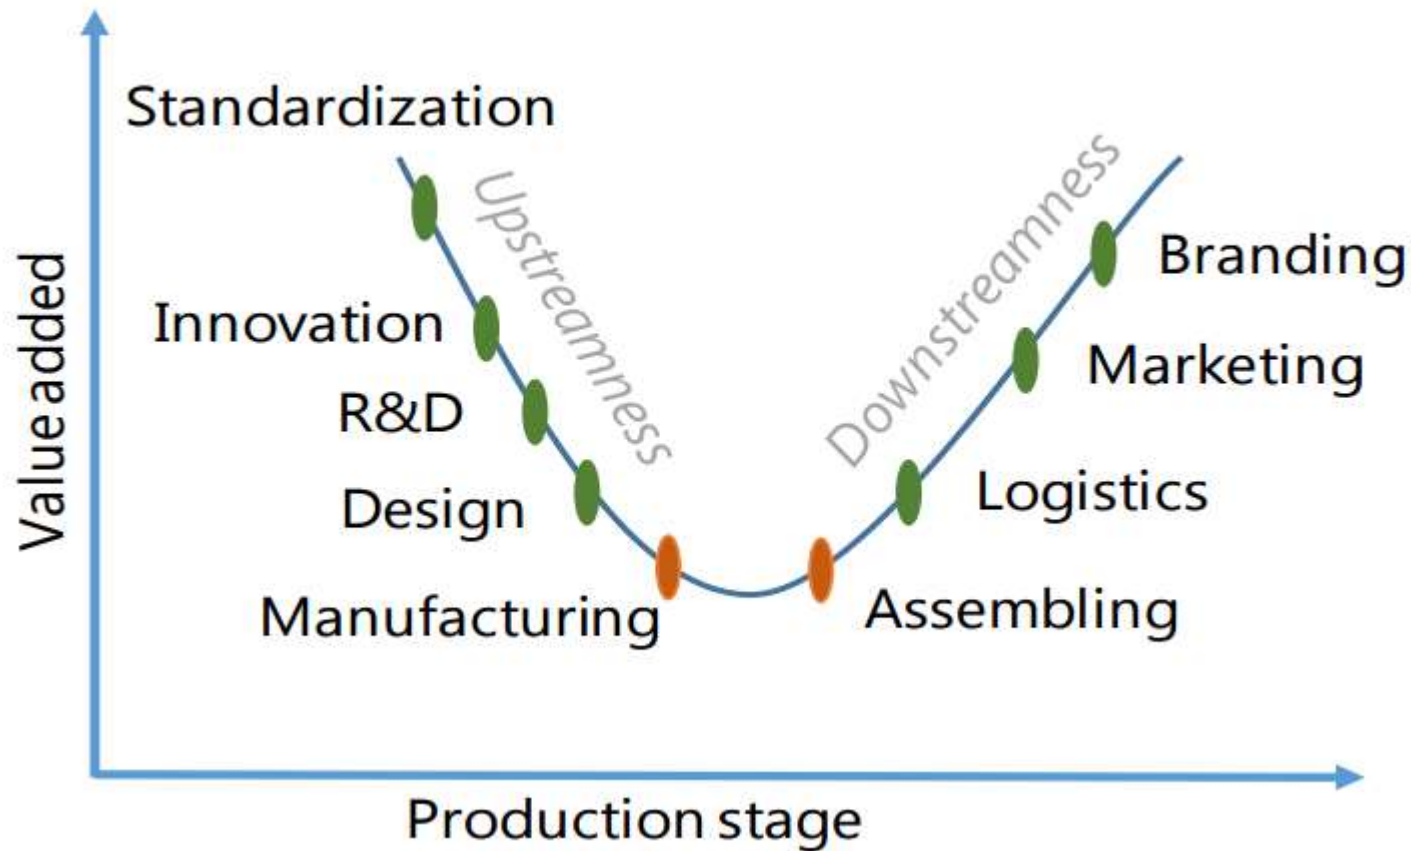 Standardization
Upstreamness
Downstreamness
Branding
Innovation
Marketing
R&D
Design
Logistics
Manufacturing
Assembling
Value added
Production stage